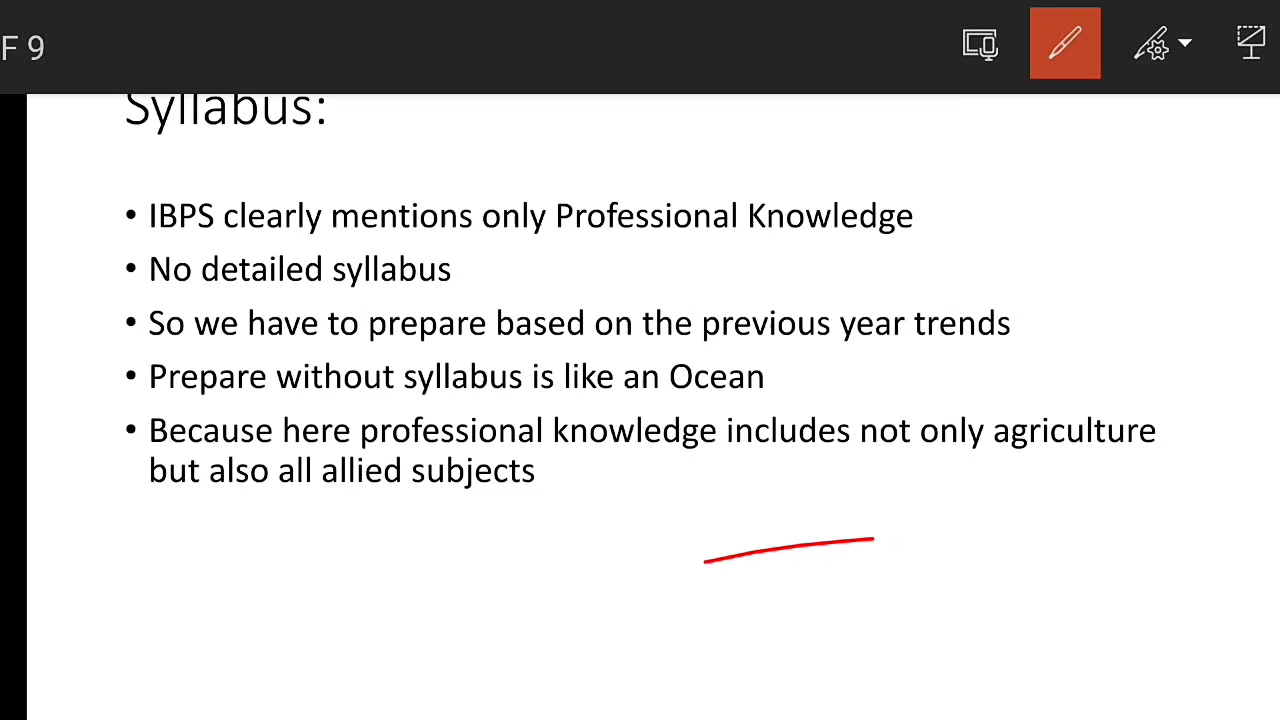 F 9
Syllabus:
• IBPS clearly mentions only Professional Knowledge
• No detailed syllabus
• So we have to prepare based on the previous year trends
• Prepare without syllabus is like an Ocean
• Because here professional knowledge includes not only agriculture
but also all allied subjects